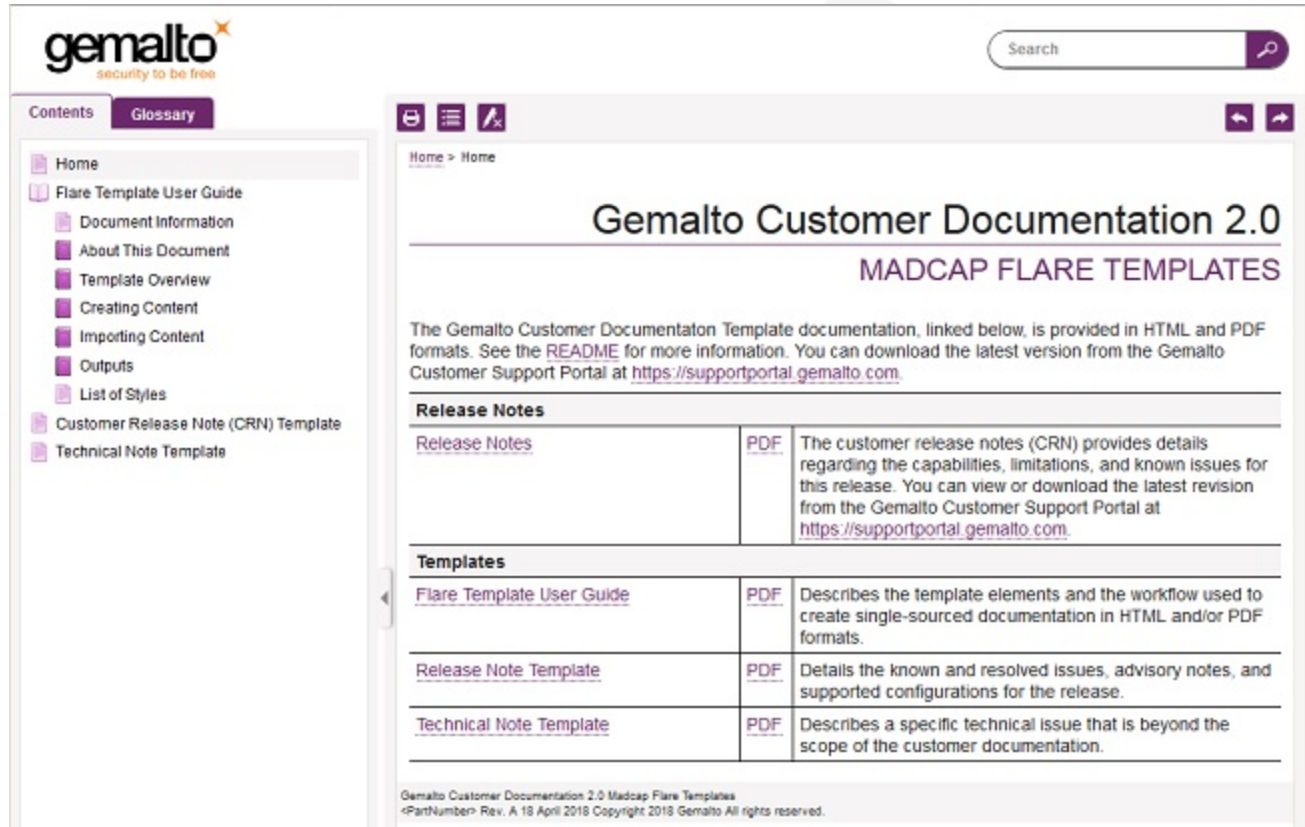 gemalto
security to be free
Search
Contents
Glossary
Home
Flare Template User Guide
Document Information
About This Document
Template Overview
Creating Content
Importing Content
Outputs
List of Styles
Customer Release Note (CRN) Template
Technical Note Template
Home > Home
Gemalto Customer Documentation 2.0
MADCAP FLARE TEMPLATES
The Gemalto Customer Documentaton Template documentation, linked below, is provided in HTML and PDF
formats. See the README for more information. You can download the latest version from the Gemalto
Customer Support Portal at https://supportportal.gemalto.com.
Release Notes
Release Notes
PDF
The customer release notes (CRN) provides details
regarding the capabilities, limitations, and known issues for
this release. You can view or download the latest revision
from the Gemalto Customer Support Portal at
https://supportportal.gemalto.com.
Templates
Flare Template User Guide
PDF
Describes the template elements and the workflow used to
create single-sourced documentation in HTML and/or PDF
formats.
Release Note Template
PDF
Details the known and resolved issues, advisory notes, and
supported configurations for the release.
Technical Note Template
PDF
Describes a specific technical issue that is beyond the
scope of the customer documentation.
Gemalto Customer Documentation 2.0 Madcap Flare Templates
<PartNumber> Rev. A 18 April 2018 Copyright 2018 Gemalto All rights reserved.